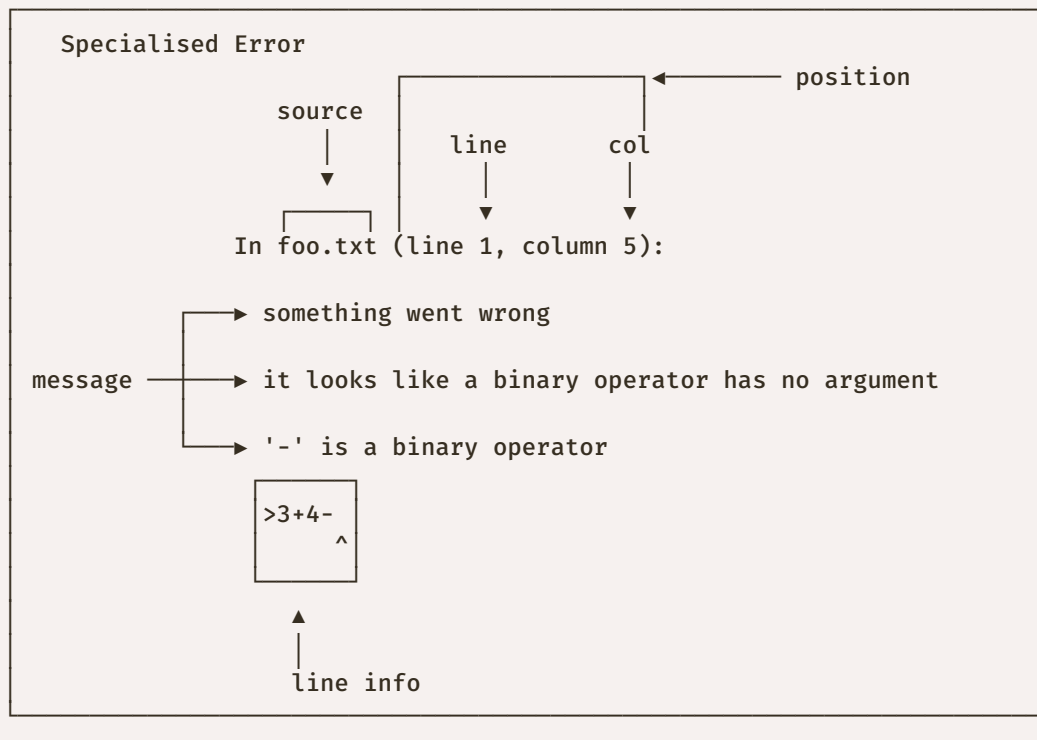 Specialised Error
position
source
line col
In foo.txt (line 1, column 5):
something went wrong
message it looks like a binary operator has no argument
'-' is a binary operator
>3+4-
^
line info